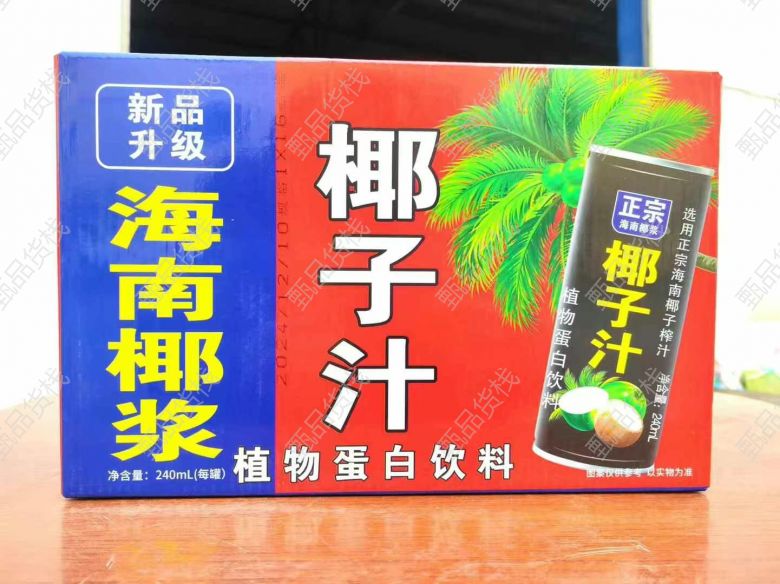 新品
升级
海
南
椰
浆
净含量：240mL(每罐)
椰
子
汁
植物蛋白饮料
正宗
海南椰浆
椰子汁
植物蛋白饮料
选用正宗海南椰子榨汁
净含量：240mL
图案仅供参考 以实物为准
甄品货栈